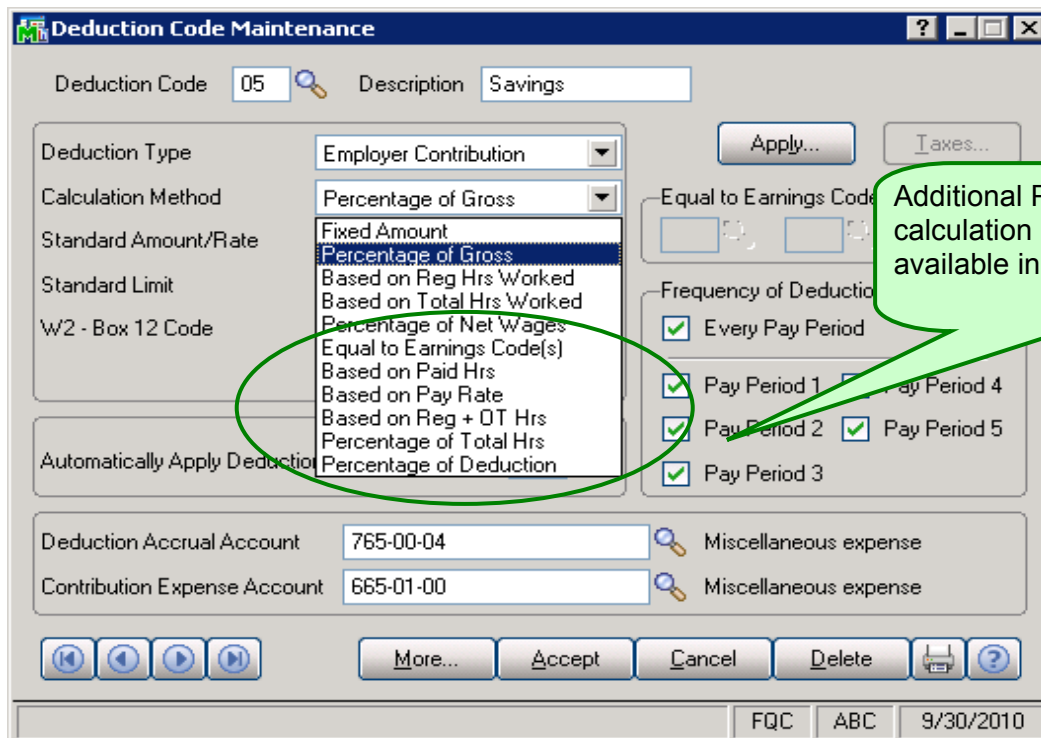 Deduction Code Maintenance
Deduction Code 05 Description Savings
Deduction Type Employer Contribution
Apply... Taxes...
Calculation Method Percentage of Gross
Standard Amount/Rate
Standard Limit
W2 - Box 12 Code
Fixed Amount
Percentage of Gross
Based on Reg Hrs Worked
Based on Total Hrs Worked
Percentage of Net Wages
Equal to Earnings Code(s)
Based on Paid Hrs
Based on Pay Rate
Based on Reg + OT Hrs
Percentage of Total Hrs
Percentage of Deduction
Automatically Apply Deduction
Equal to Earnings Code
Additional
calculation
available in
Frequency of Deductio
Every Pay Period
Pay Period 1 Pay Period 4
Pay Period 2 Pay Period 5
Pay Period 3
Deduction Accrual Account 765-00-04 Miscellaneous expense
Contribution Expense Account 665-01-00 Miscellaneous expense
More... Accept Cancel Delete
FQC ABC 9/30/2010